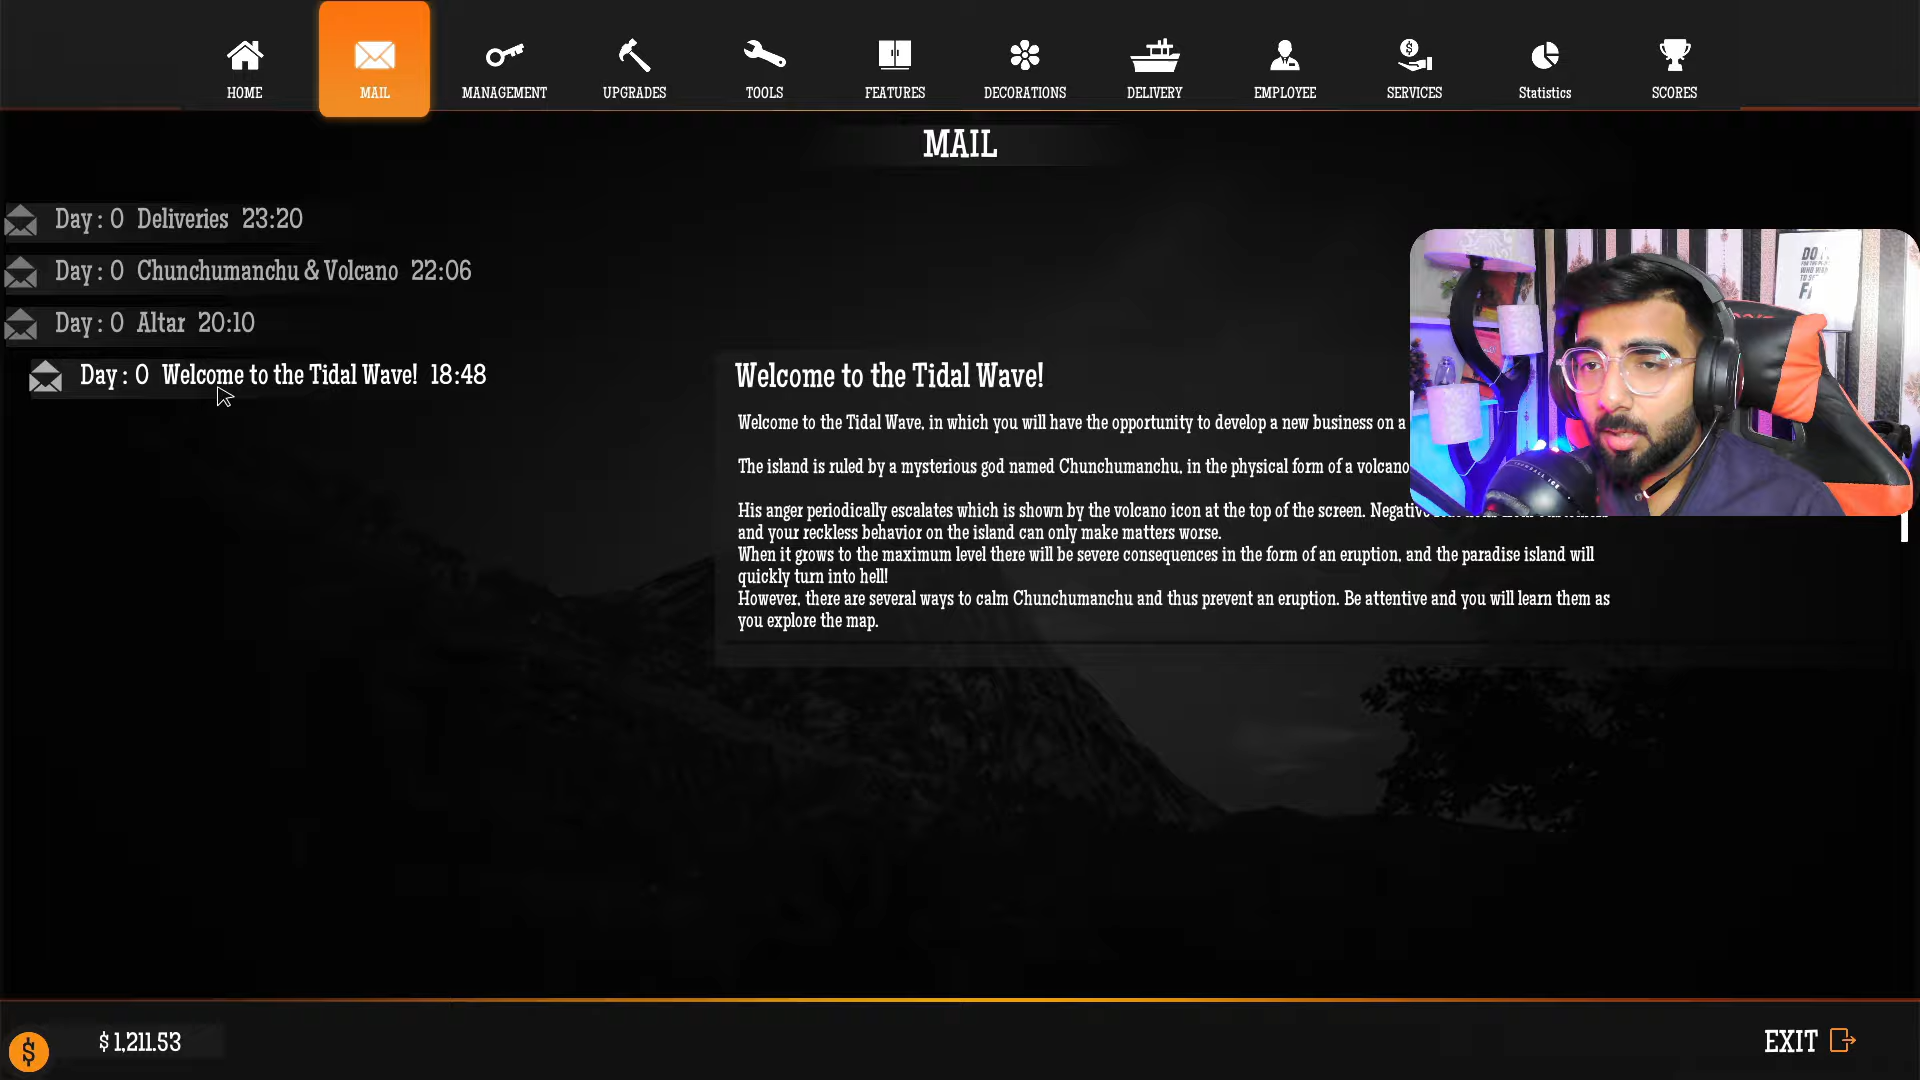 HOME
MAIL
MANAGEMENT
UPGRADES
TOOLS
FEATURES
DECORATIONS
DELIVERY
EMPLOYEE
SERVICES
Statistics
SCORES
MAIL
Day : 0 Deliveries 23:20
Day : 0 Chunchumanchu & Volcano 22:06
Day : 0 Altar 20:10
Day : 0 Welcome to the Tidal Wave! 18:48
Welcome to the Tidal Wave!
Welcome to the Tidal Wave, in which you will have the opportunity to develop a new business on a
The island is ruled by a mysterious god named Chunchumanchu, in the physical form of a volcano
His anger periodically escalates which is shown by the volcano icon at the top of the screen. Negative
and your reckless behavior on the island can only make matters worse.
When it grows to the maximum level there will be severe consequences in the form of an eruption, and the paradise island will
quickly turn into hell!
However, there are several ways to calm Chunchumanchu and thus prevent an eruption. Be attentive and you will learn them as
you explore the map.
DO
$ 1,211.53
EXIT